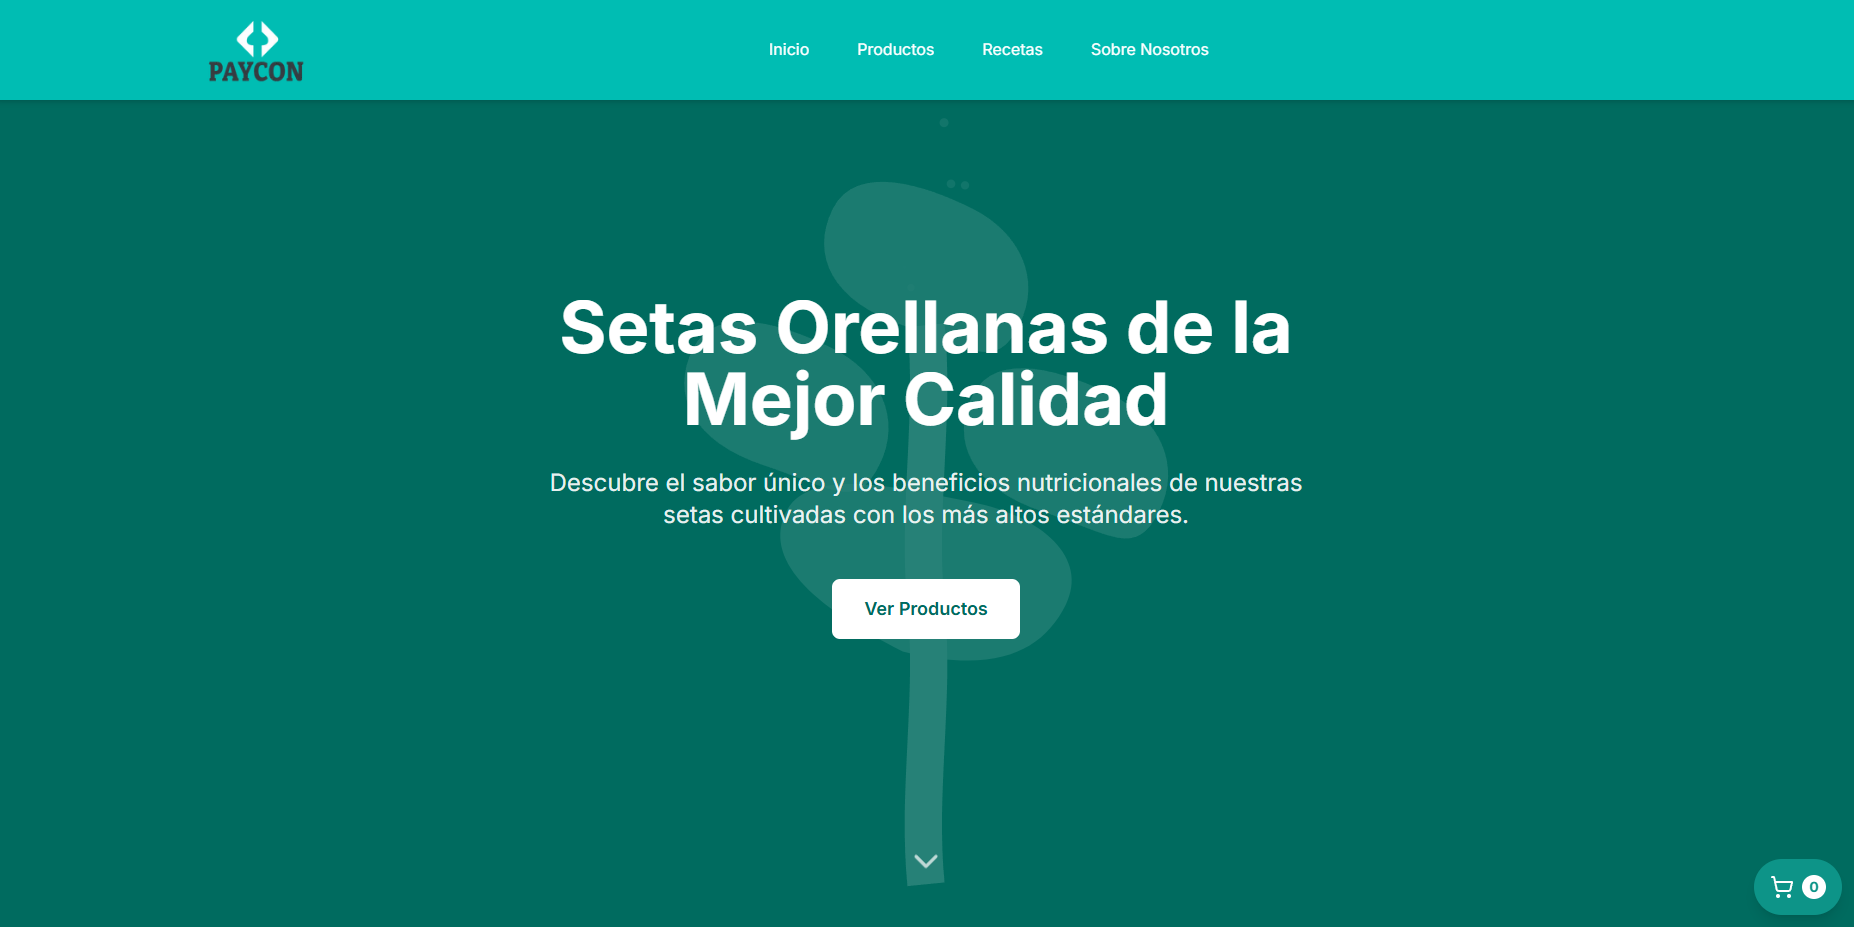 PAYCON
Inicio
Productos
Recetas
Sobre Nosotros
Setas Orellanas de la
Mejor Calidad
Descubre el sabor único y los beneficios nutricionales de nuestras
setas cultivadas con los más altos estándares.
Ver Productos
0